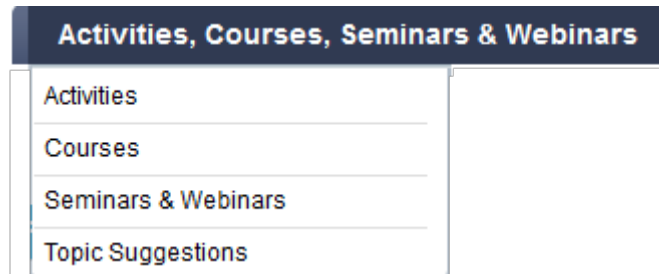 Activities, Courses, Seminars & Webinars
Activities
Courses
Seminars & Webinars
Topic Suggestions